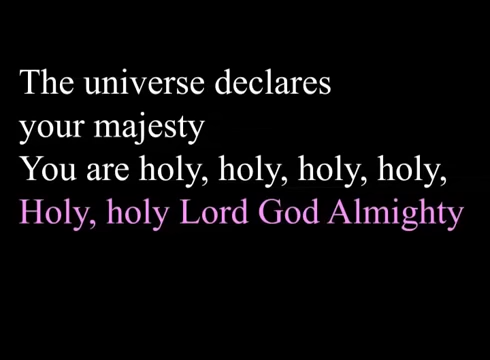 The universe declares
your majesty
You are holy, holy, holy, holy,
Holy, holy Lord God Almighty